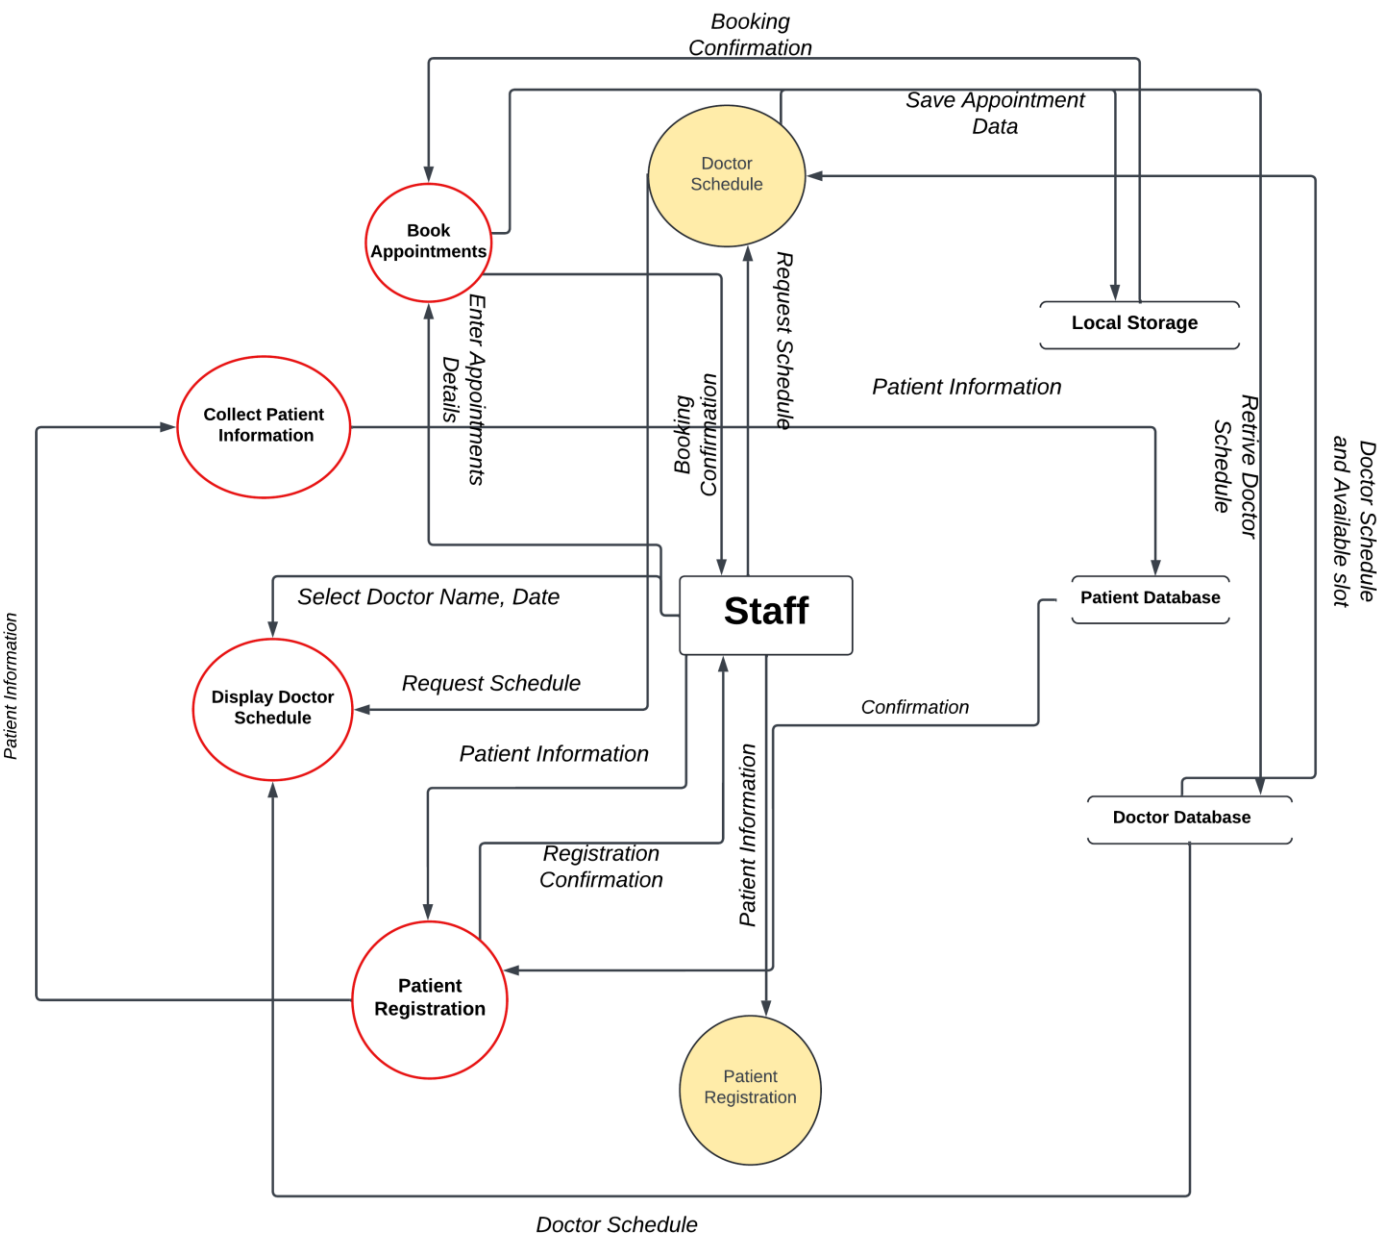 Booking
Confirmation
Save Appointment
Data
Doctor
Schedule
Book
Appointments
Request Schedule
Enter Appointments
Details
Local Storage
Booking
Confirmation
Patient Information
Collect Patient
Information
Retrive Doctor
Schedule
Doctor Schedule
and Available slot
Select Doctor Name, Date
Staff
Patient Database
Patient Information
Request Schedule
Display Doctor
Schedule
Confirmation
Patient Information
Patient Information
Doctor Database
Registration
Confirmation
Patient
Registration
Patient
Registration
Doctor Schedule